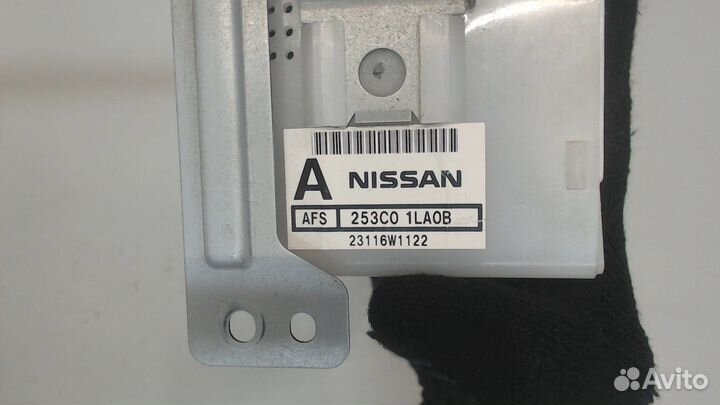 A NISSAN
AFS 253C0 1LA0B
23116W1122
Avito